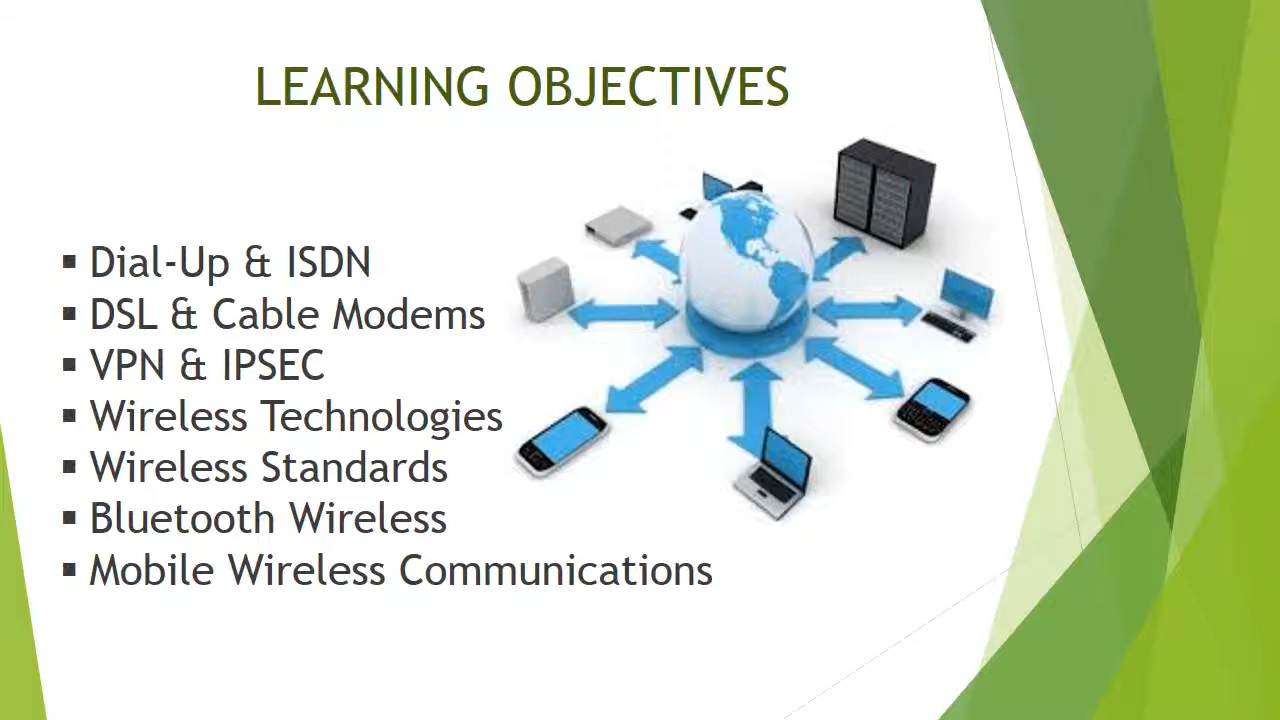 LEARNING OBJECTIVES
▪ Dial-Up & ISDN
▪ DSL & Cable Modems
▪ VPN & IPSEC
▪ Wireless Technologies
▪ Wireless Standards
▪ Bluetooth Wireless
▪ Mobile Wireless Communications